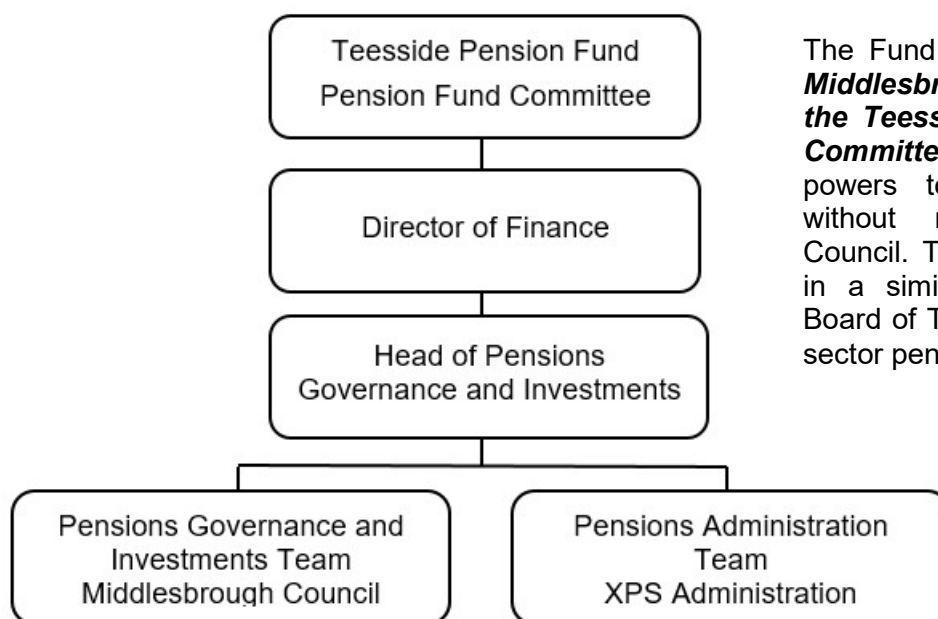 Teesside Pension Fund
Pension Fund Committee
Director of Finance
Head of Pensions
Governance and Investments
Pensions Governance and
Investments Team
Middlesbrough Council
Pensions Administration
Team
XPS Administration
The Fund
the Teess
powers
without
Council. T
in a simi
Board of T
sector pen